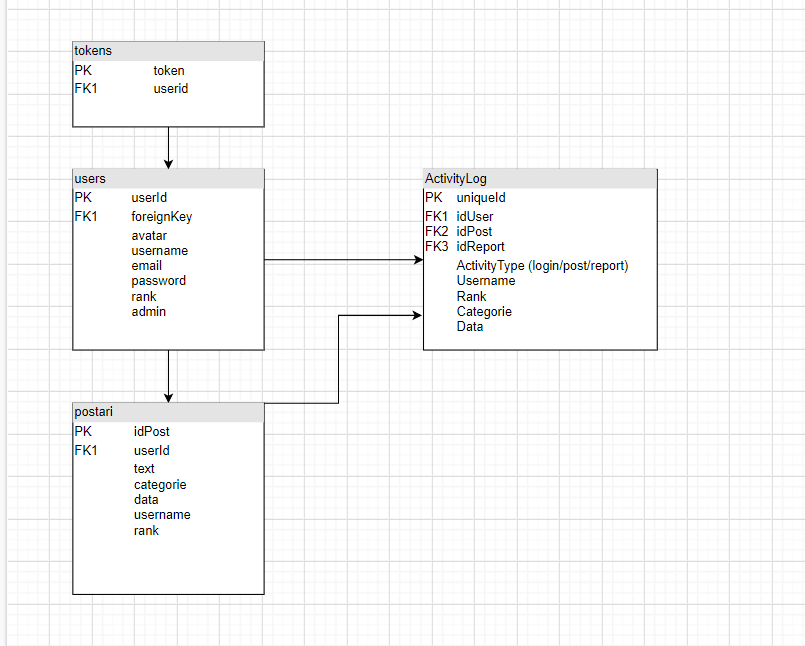 tokens
PK token
FK1 userid
users
PK userId
FK1 foreignKey
avatar
username
email
password
rank
admin
ActivityLog
PK uniqueId
FK1 idUser
FK2 idPost
FK3 idReport
ActivityType (login/post/report)
Username
Rank
Categorie
Data
postari
PK idPost
FK1 userId
text
categorie
data
username
rank